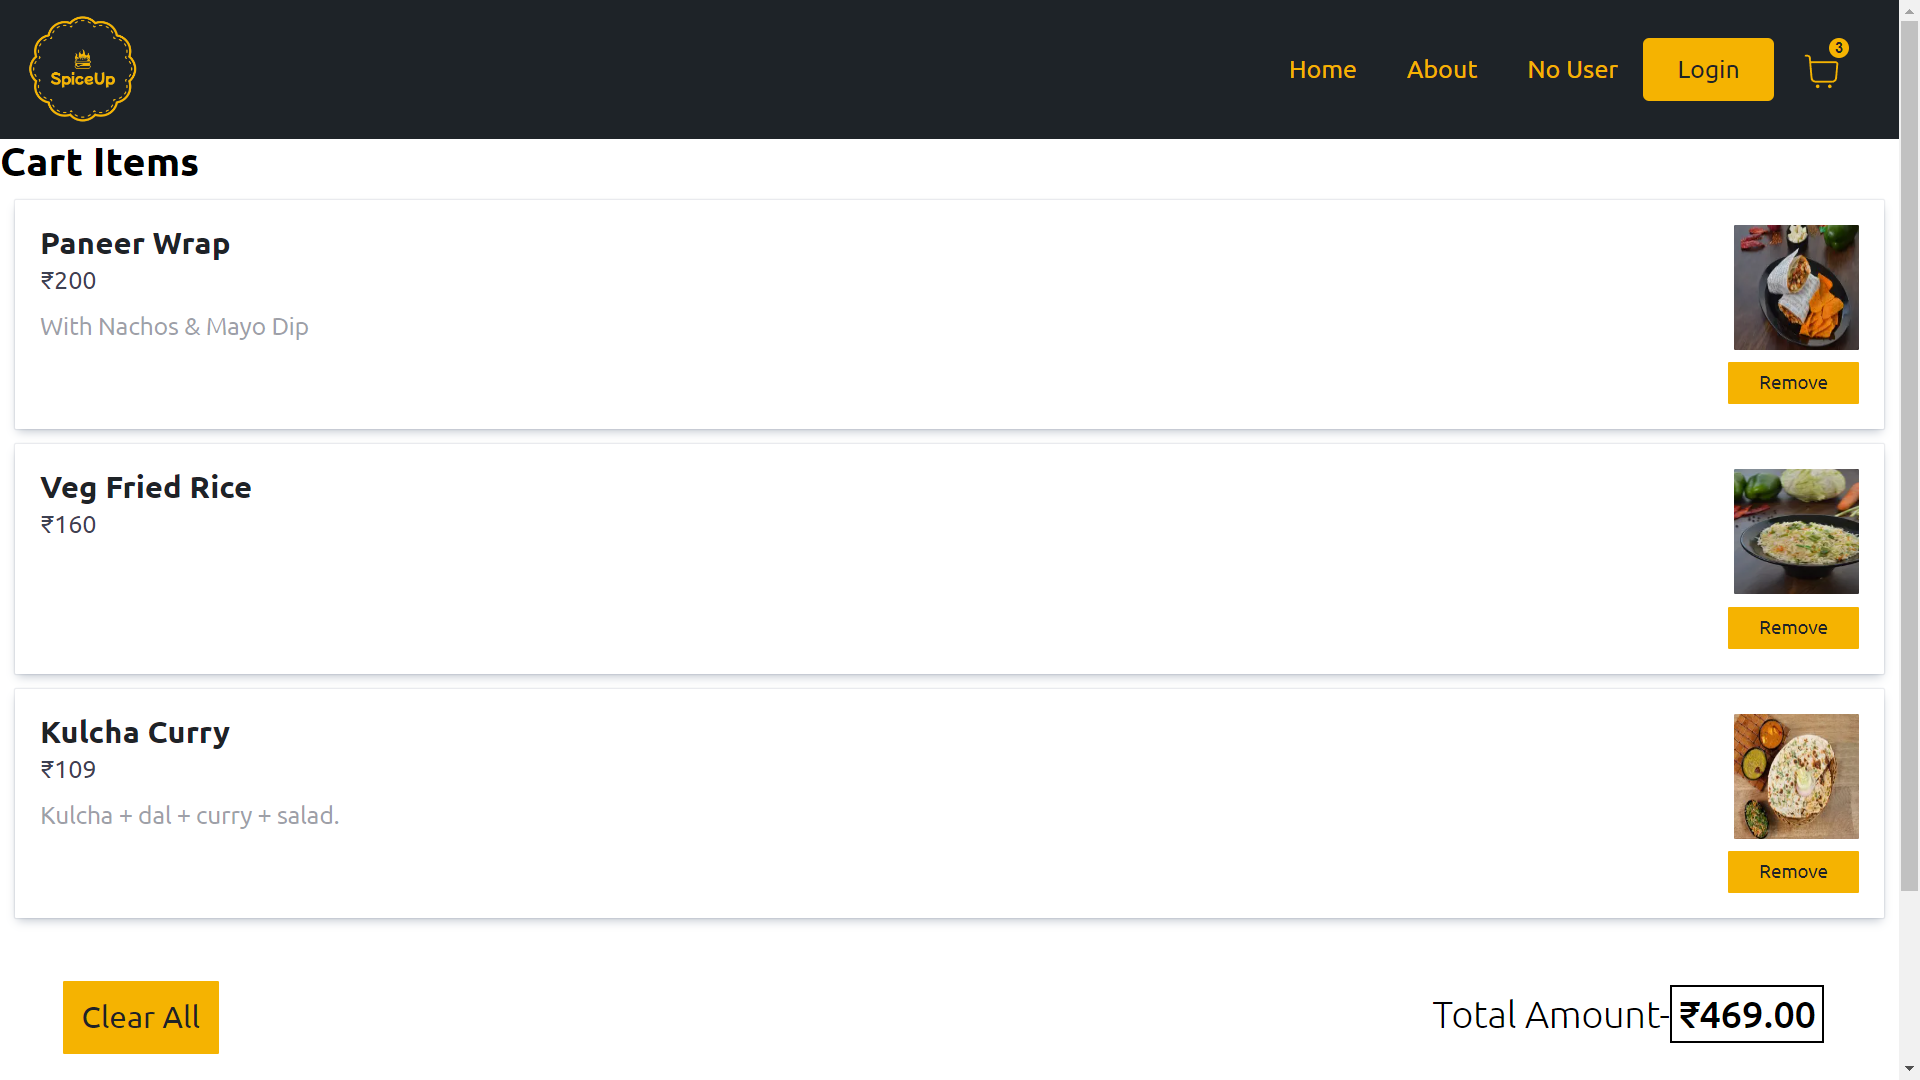 SpiceUp
Home
About
No User
Login
3
Cart Items
Paneer Wrap
₹200
With Nachos & Mayo Dip
Remove
Veg Fried Rice
₹160
Remove
Kulcha Curry
₹109
Kulcha + dal + curry + salad.
Remove
Clear All
Total Amount-₹469.00